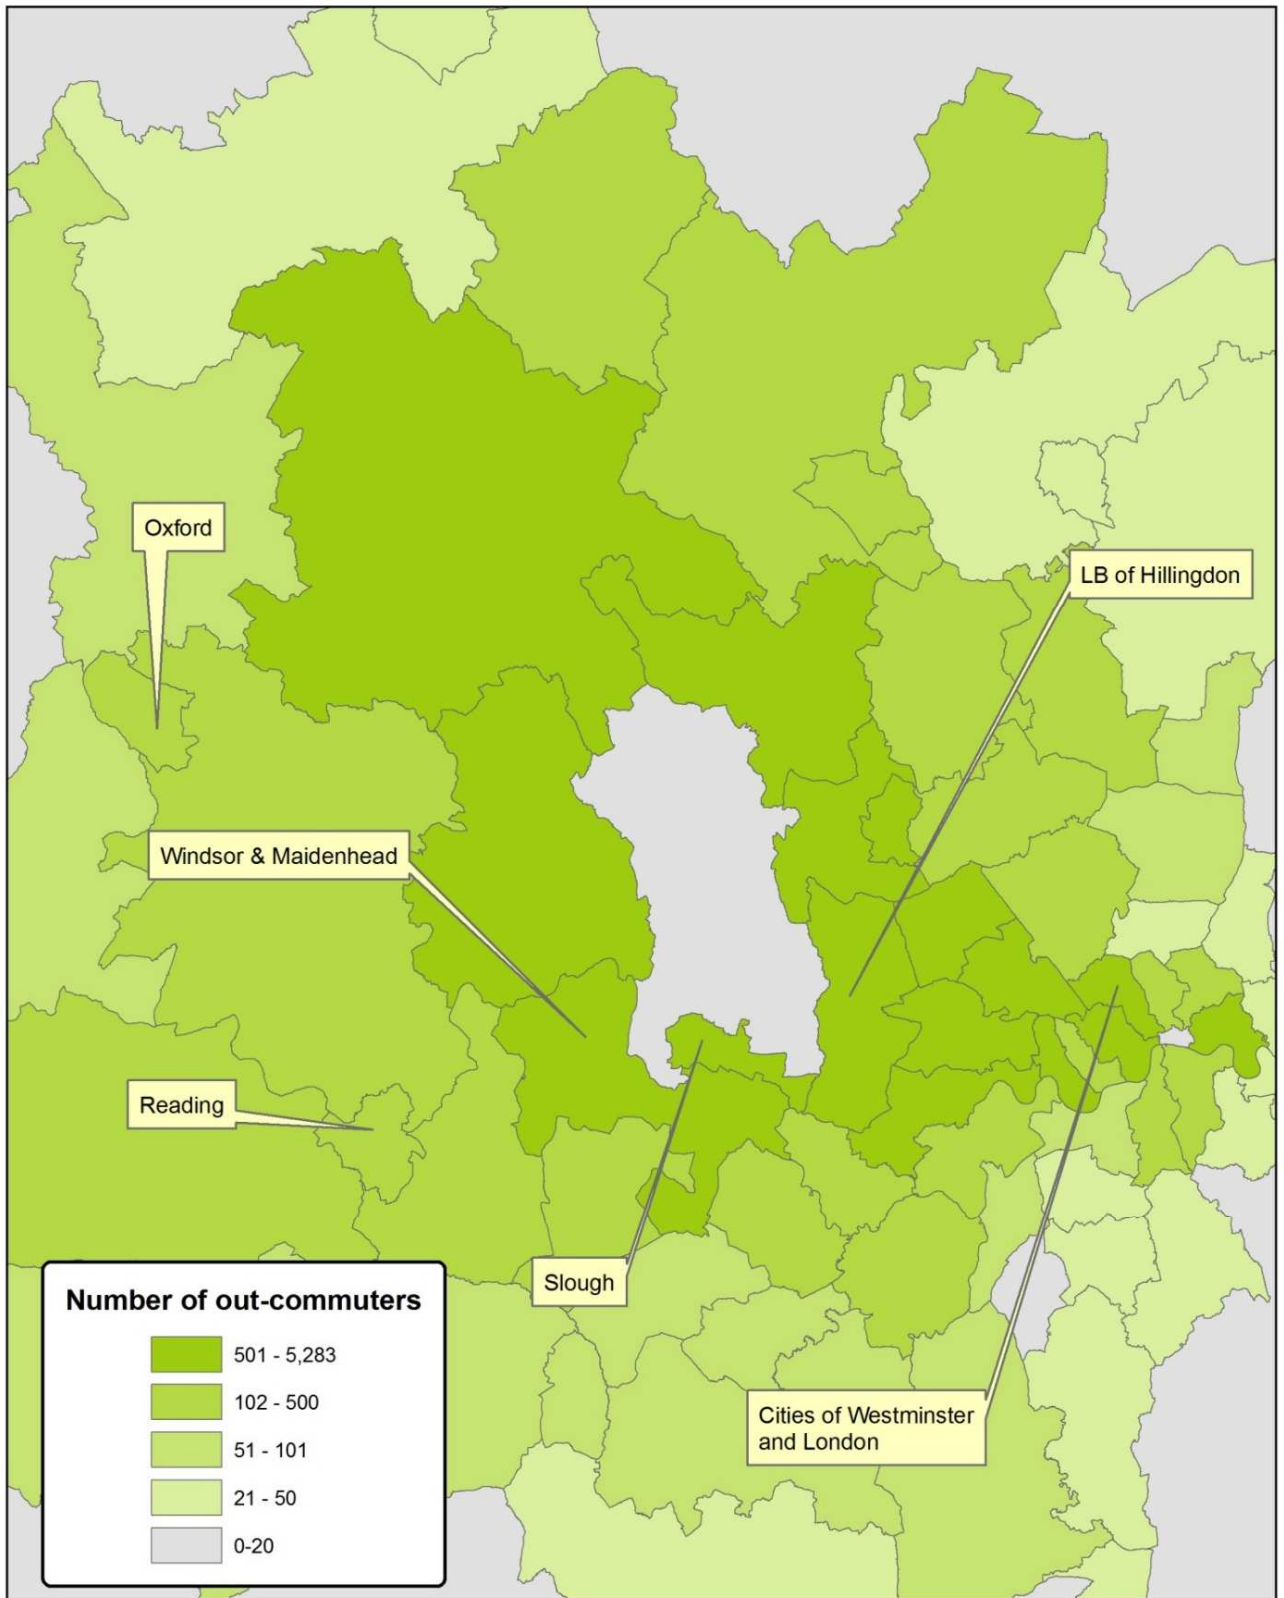 Oxford
LB of Hillingdon
Windsor & Maidenhead
Reading
Slough
Cities of Westminster
and London
Number of out-commuters
501 - 5,283
102 - 500
51 - 101
21 - 50
0-20